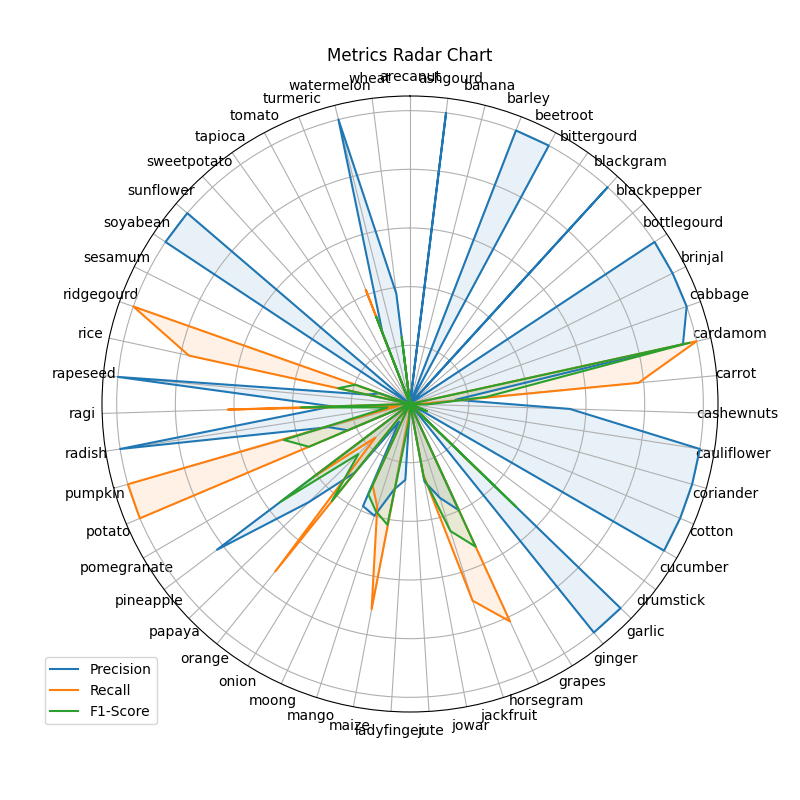 Metrics Radar Chart
arecanut
ashgourd
banana
barley
beetroot
bittergourd
blackgram
blackpepper
bottlegourd
brinjal
cabbage
cardamom
carrot
cashewnuts
cauliflower
coriander
cotton
cucumber
drumstick
garlic
ginger
grapes
horsegram
jackfruit
jowar
jute
ladyfinger
maize
mango
moong
onion
orange
papaya
pineapple
pomegranate
potato
pumpkin
radish
ragi
rapeseed
rice
ridgegourd
sesamum
soyabean
sunflower
sweetpotato
tapioca
tomato
turmeric
watermelon
wheat
Precision
Recall
F1-Score